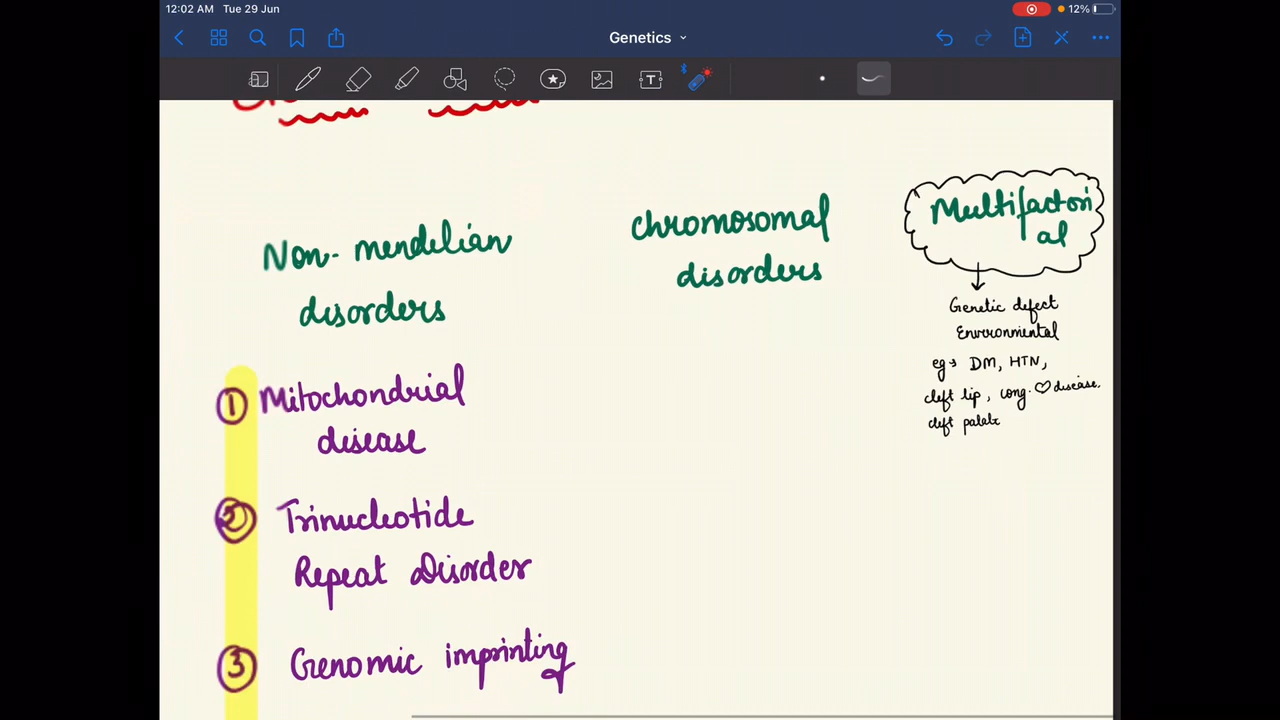 12:02 AM Tue 29 Jun
12%
Genetics
Non-mendelian
disorders
① Mitochondrial
disease
② Trinucleotide
Repeat Disorder
③ Genomic imprinting
chromosomal
disorders
Multifactori
al
↓
Genetic defect
Environmental
eg → DM, HTN,
cleft lip, cong. ♡ disease.
cleft palate